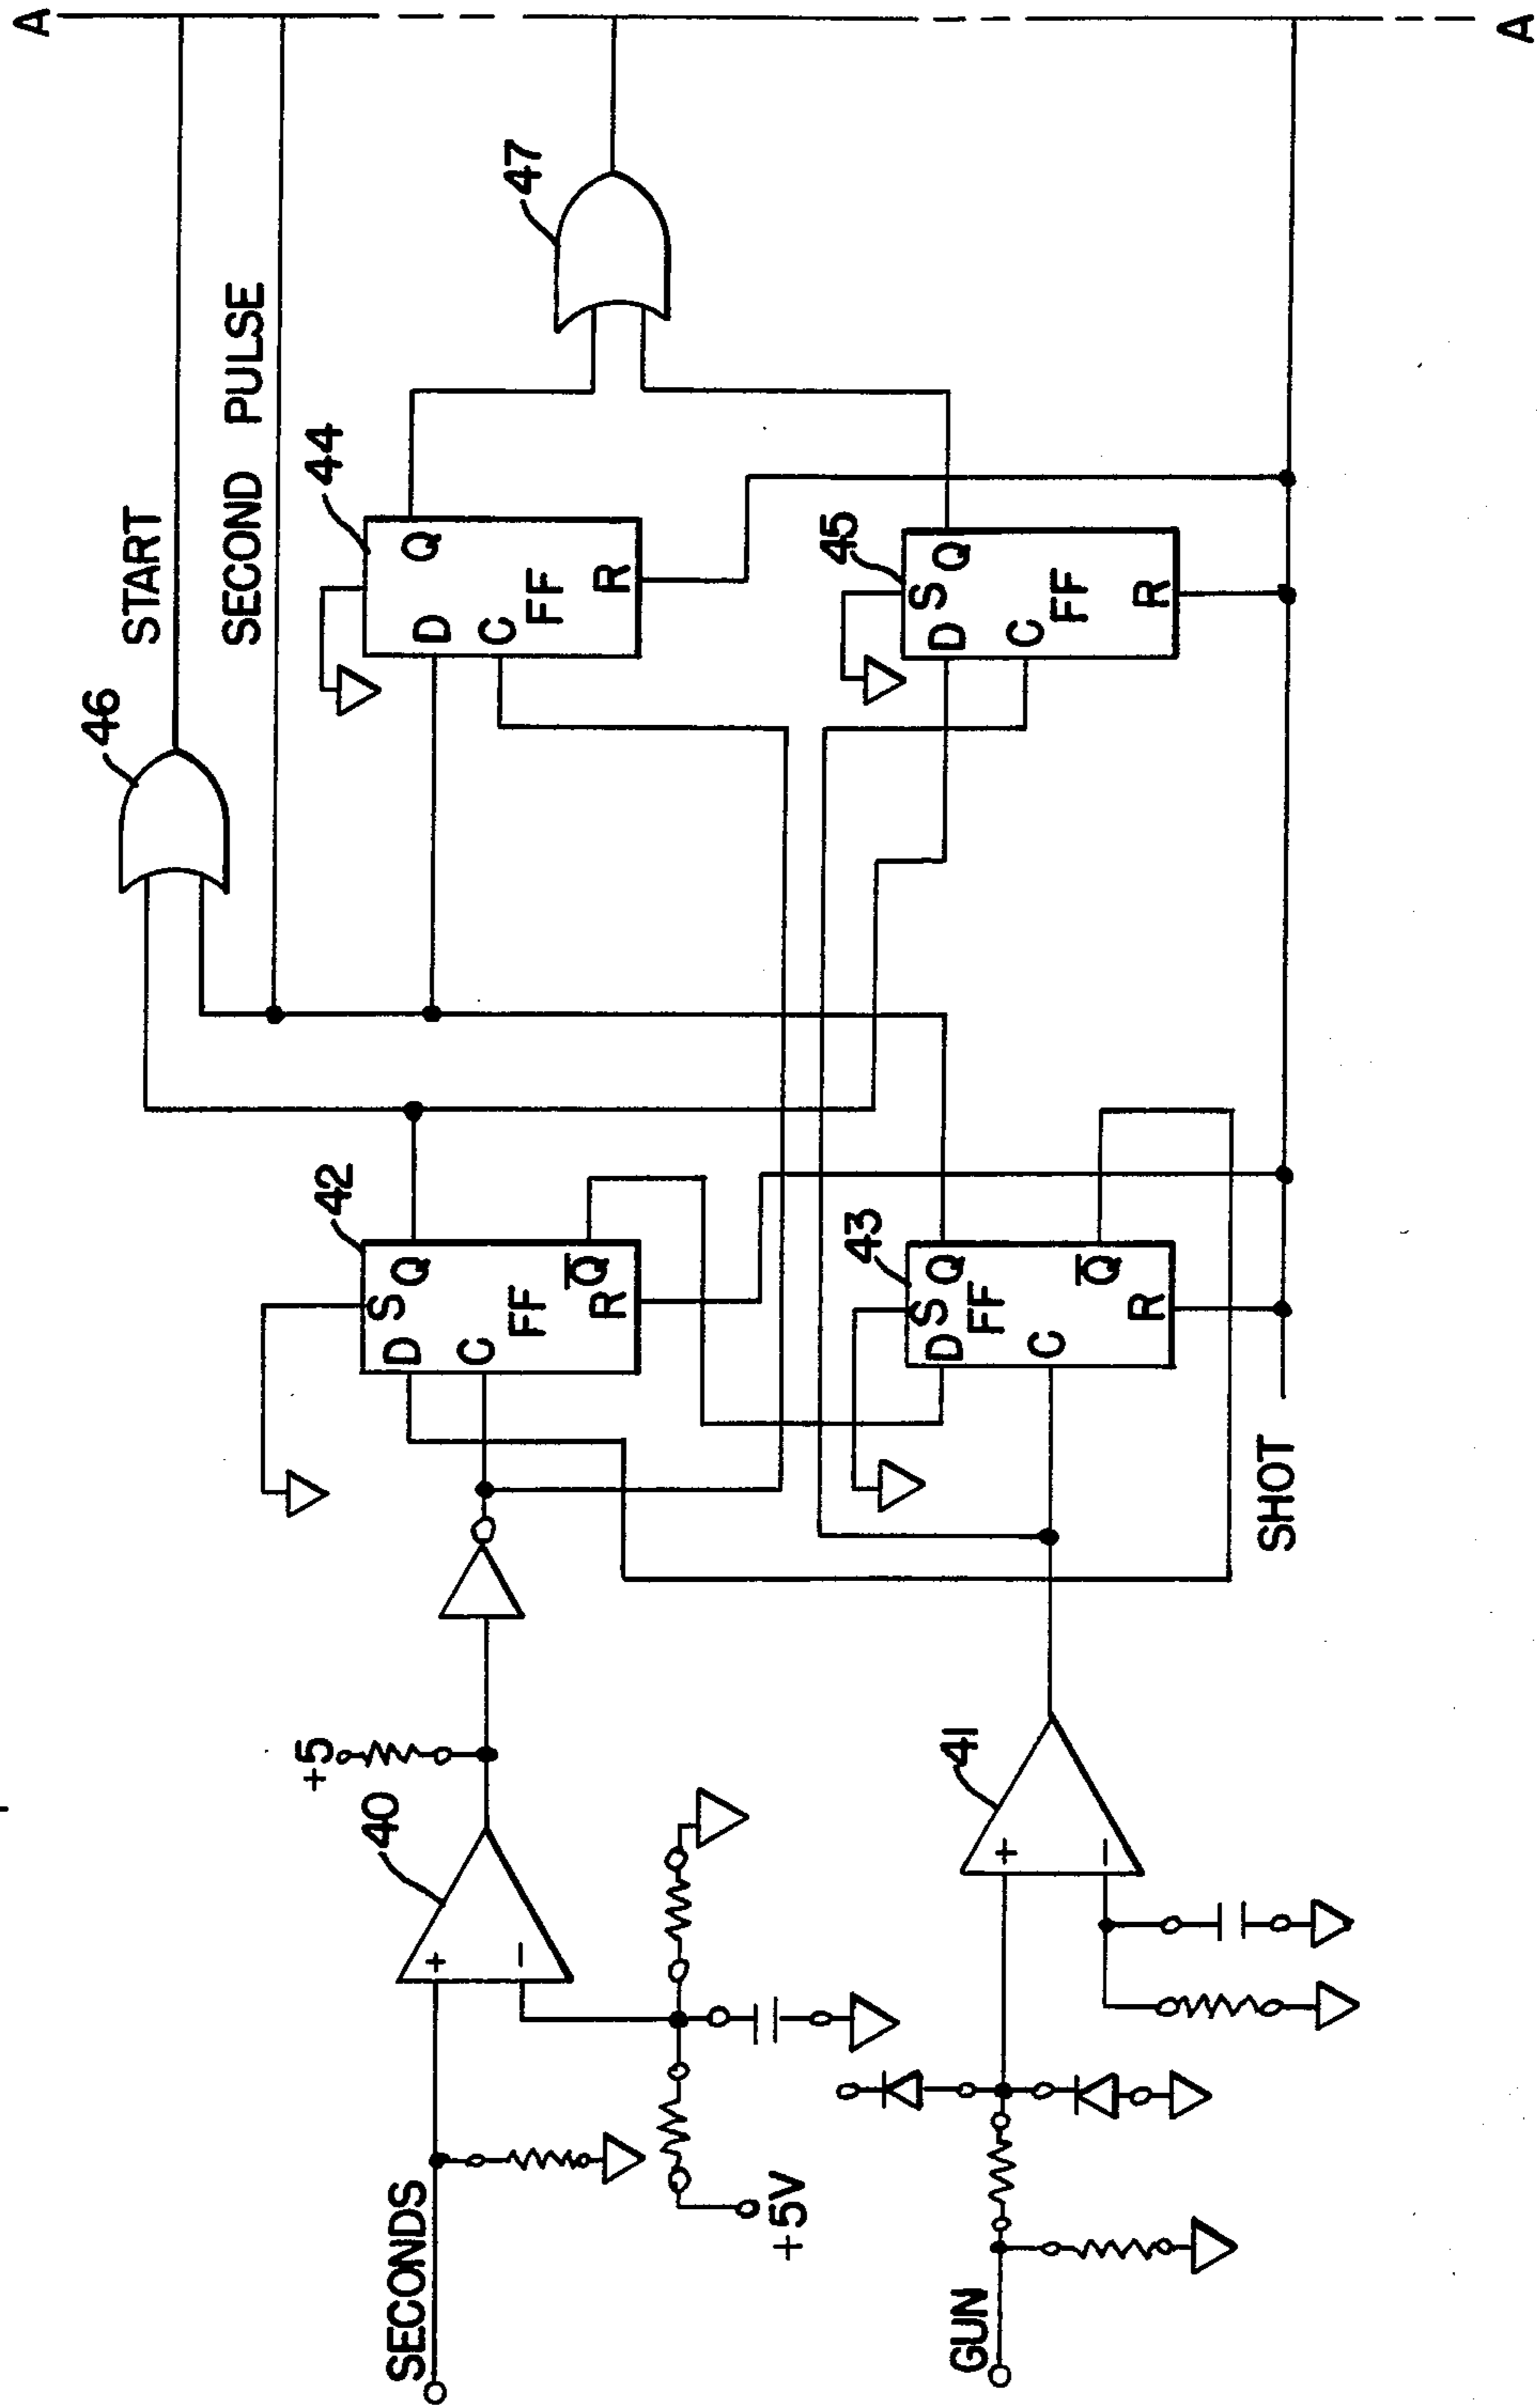 A
START
SECOND PULSE
46
47
44
Q
D
C
FF
R
45
S
Q
D
C
FF
R
42
S
Q
D
C
FF
Q
R
43
S
Q
D
FF
C
Q
R
SHOT
+5
40
+
−
+5V
SECONDS
41
+
−
GUN
A